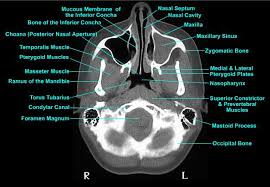 Mucous Membrane of
the Inferior Concha
Bone of the Inferior Concha
Choana (Posterior Nasal Aperture)
Temporalis Muscle
Pterygoid Muscles
Masseter Muscle
Ramus of the Mandible
Torus Tubarius
Condylar Canal
Foramen Magnum
Nasal Septum
Nasal Cavity
Maxilla
Maxillary Sinus
Zygomatic Bone
Medial & Lateral
Pterygoid Plates
Nasopharynx
Superior Constrictor
& Prevertebral
Muscles
Mastoid Process
Occipital Bone
R
L